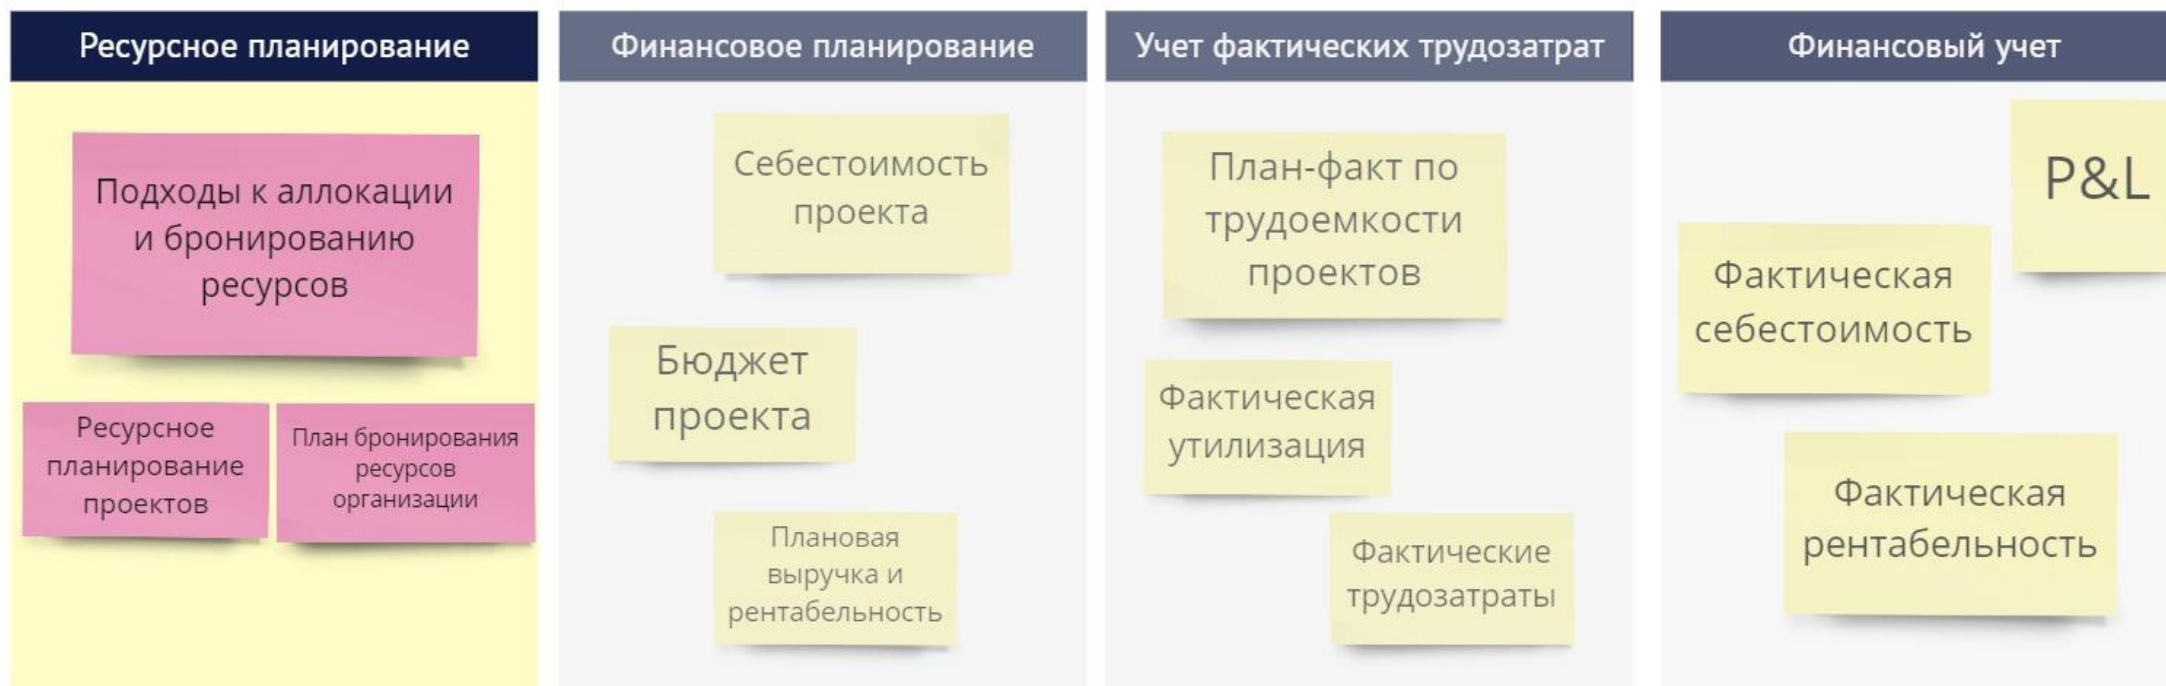 Ресурсное планирование
Подходы к аллокации
и бронированию
ресурсов
Ресурсное
планирование
проектов
План бронирования
ресурсов
организации
Финансовое планирование
Себестоимость
проекта
Бюджет
проекта
Плановая
выручка и
рентабельность
Учет фактических трудозатрат
План-факт по
трудоемкости
проектов
Фактическая
утилизация
Фактические
трудозатраты
Финансовый учет
P&L
Фактическая
себестоимость
Фактическая
рентабельность